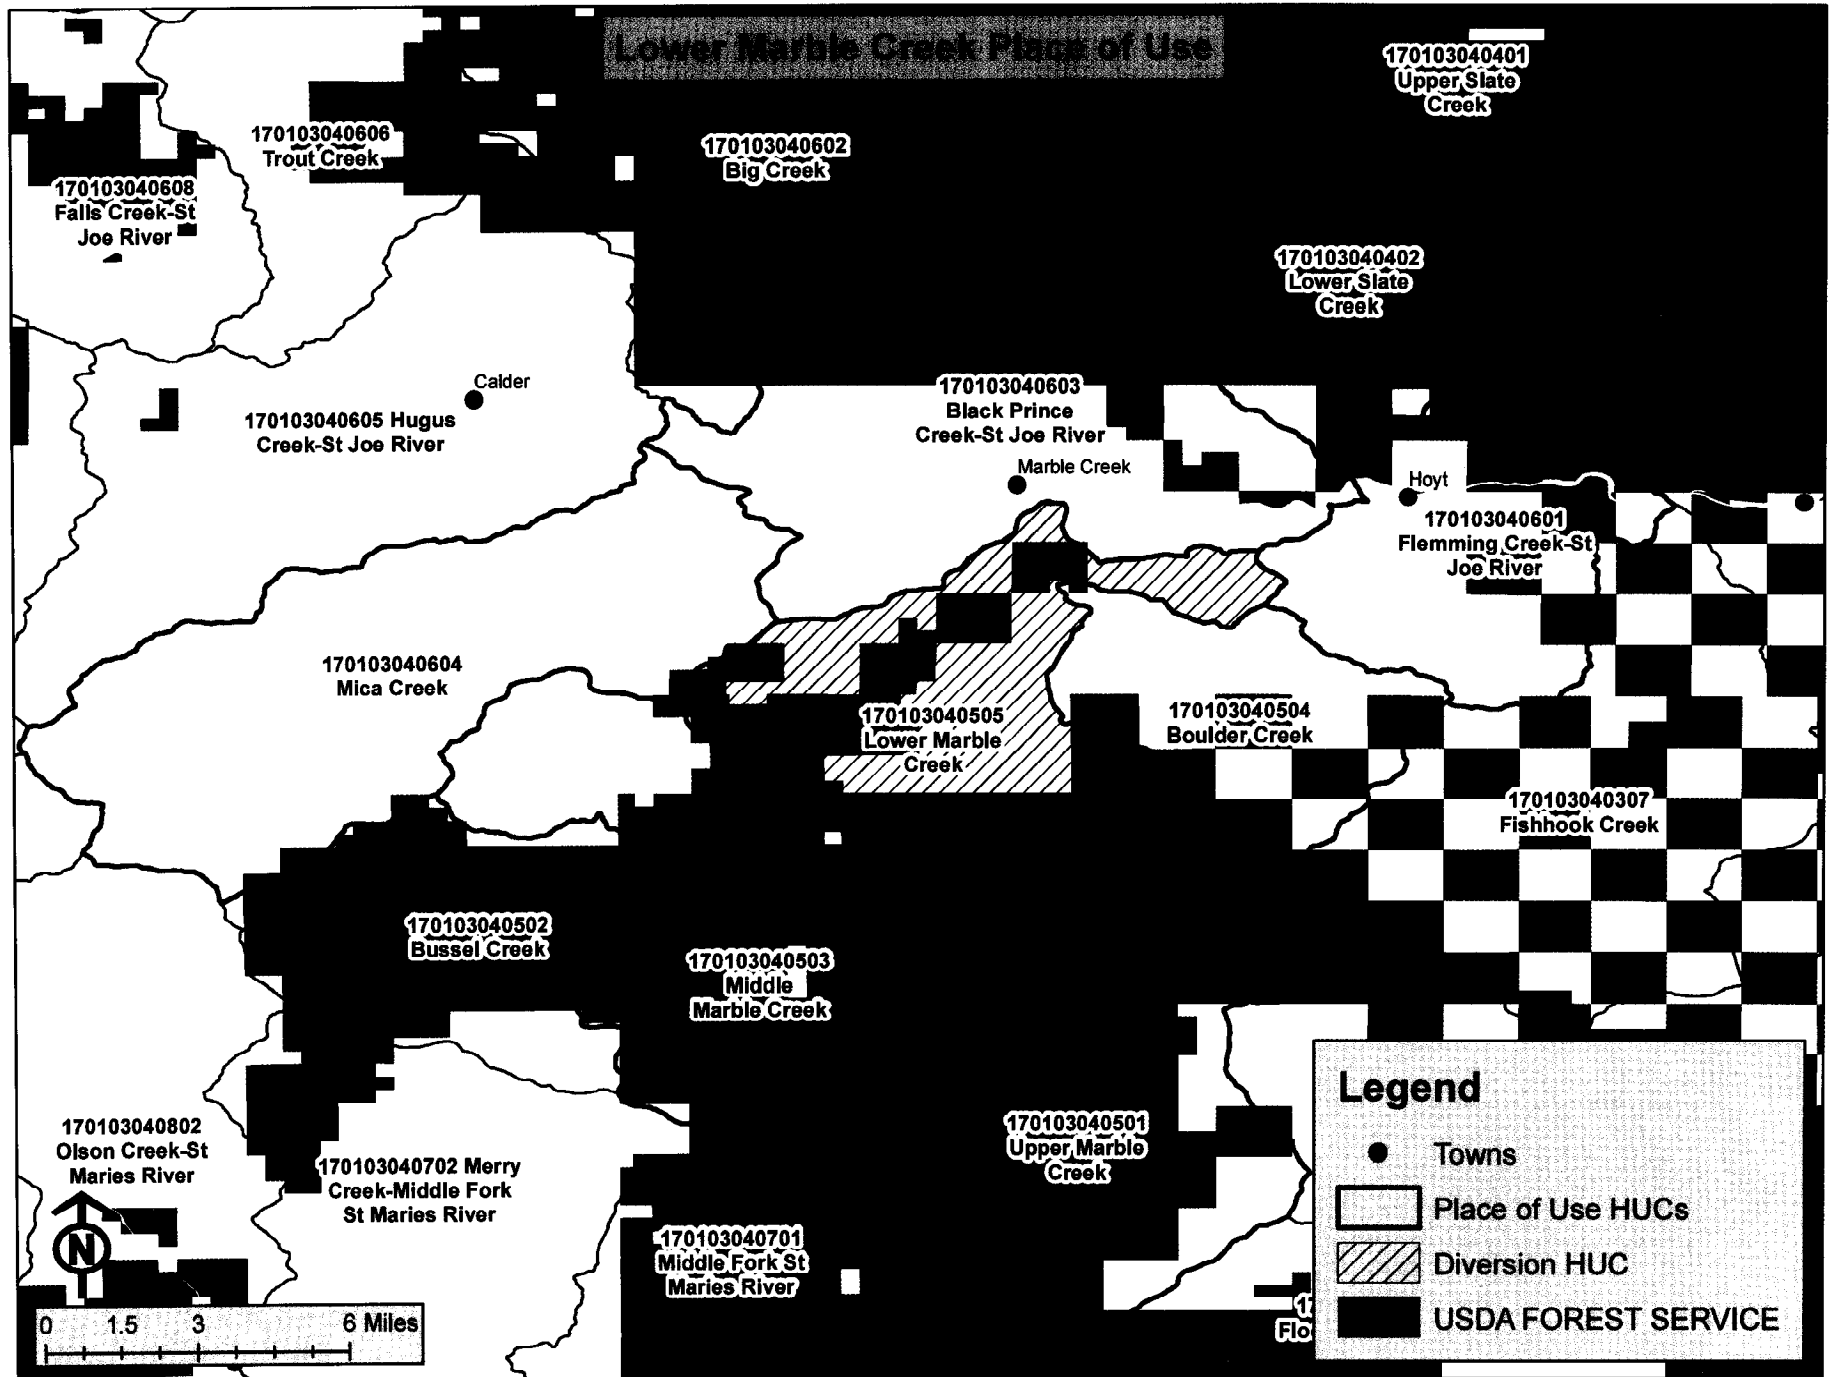 Lower Marble Creek Place of Use
170103040401
Upper Slate
Creek
170103040606
Trout Creek
170103040602
Big Creek
170103040608
Falls Creek-St
Joe River
170103040402
Lower Slate
Creek
Calder
170103040605 Hugus
Creek-St Joe River
170103040603
Black Prince
Creek-St Joe River
Marble Creek
Hoyt
170103040601
Flemming Creek-St
Joe River
170103040604
Mica Creek
170103040505
Lower Marble
Creek
170103040504
Boulder Creek
170103040307
Fishhook Creek
170103040502
Bussel Creek
170103040503
Middle
Marble Creek
170103040802
Olson Creek-St
Maries River
170103040702 Merry
Creek-Middle Fork
St Maries River
170103040501
Upper Marble
Creek
170103040701
Middle Fork St
Maries River
17
Flo
N
0 1.5 3 6 Miles
Legend
Towns
Place of Use HUCs
Diversion HUC
USDA FOREST SERVICE